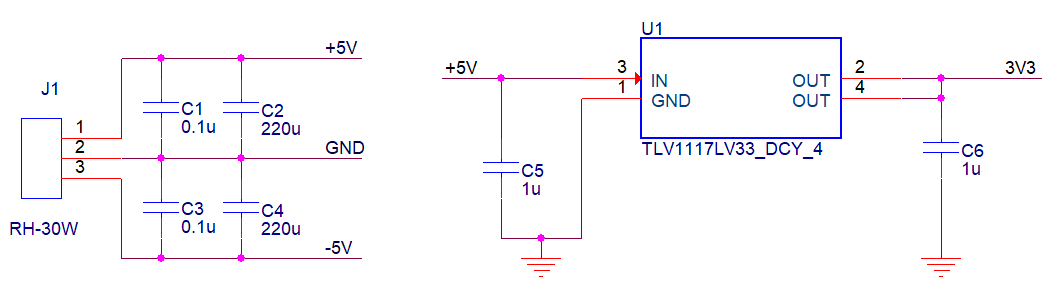 J1
RH-30W
1
2
3
+5V
C1
0.1u
C2
220u
GND
C3
0.1u
C4
220u
-5V
U1
+5V
3
1
IN
GND
OUT
OUT
2
4
3V3
TLV1117LV33_DCY_4
C5
1u
C6
1u